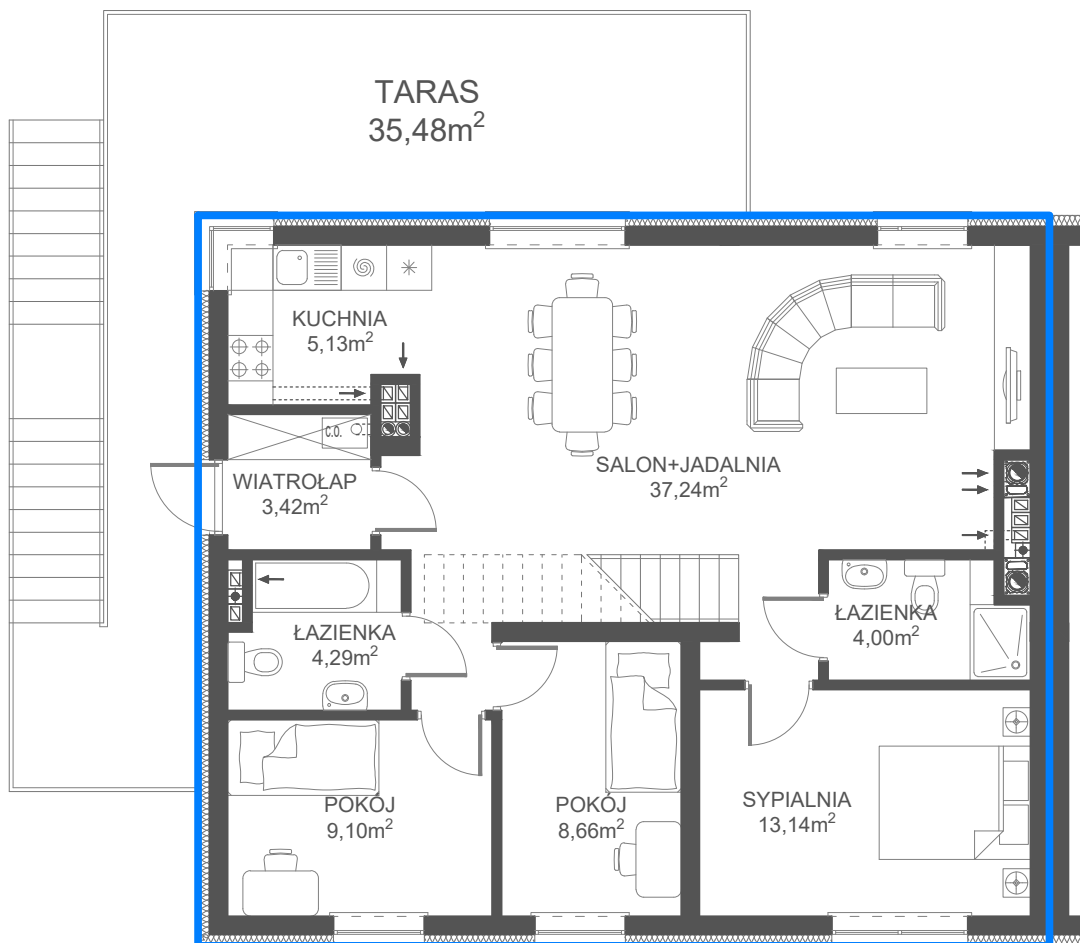 TARAS
35,48m²
KUCHNIA
5,13m²
C.O.
WIATROŁAP
3,42m²
SALON+JADALNIA
37,24m²
ŁAZIENKA
4,29m²
ŁAZIENKA
4,00m²
POKÓJ
9,10m²
POKÓJ
8,66m²
SYPIALNIA
13,14m²